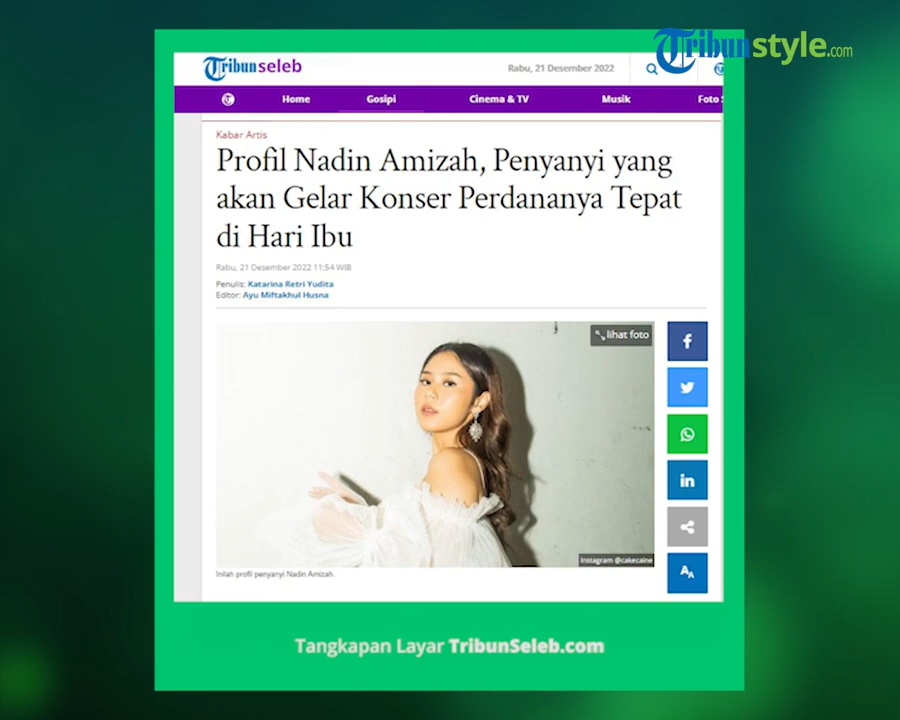 Tribunstyle.com
Tribunseleb
Rabu, 21 Desember 2022
Home Gosipi Cinema & TV Musik Foto
Kabar Artis
Profil Nadin Amizah, Penyanyi yang
akan Gelar Konser Perdananya Tepat
di Hari Ibu
Rabu, 21 Desember 2022 11:54 WIB
Penulis: Katarina Retri Yudita
Editor: Ayu Miftakhul Husna
lihat foto
Instagram @cakecaine
Inilah profil penyanyi Nadin Amizah.
Tangkapan Layar TribunSeleb.com